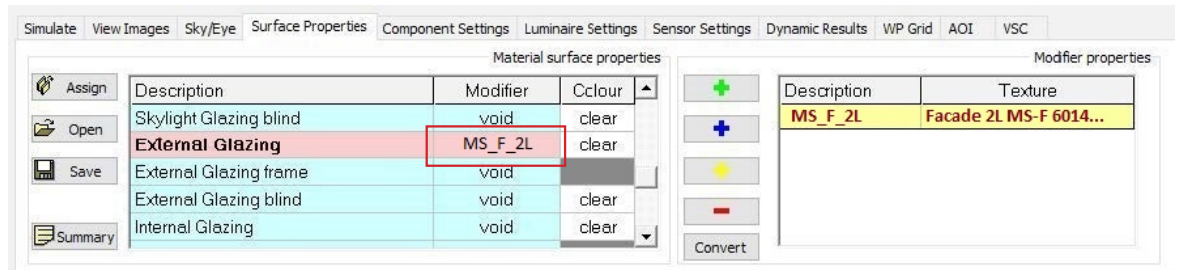 Simulate View Images Sky/Eye Surface Properties Component Settings Luminaire Settings Sensor Settings Dynamic Results WP Grid AOI VSC
Material surface properties
Modifier properties
Assign
Open
Save
Summary
Description Modifier Colour
Skylight Glazing blind void clear
External Glazing MS_F_2L clear
External Glazing frame void
External Glazing blind void clear
Internal Glazing void clear
Convert
Description Texture
MS_F_2L Facade 2L MS-F 6014...